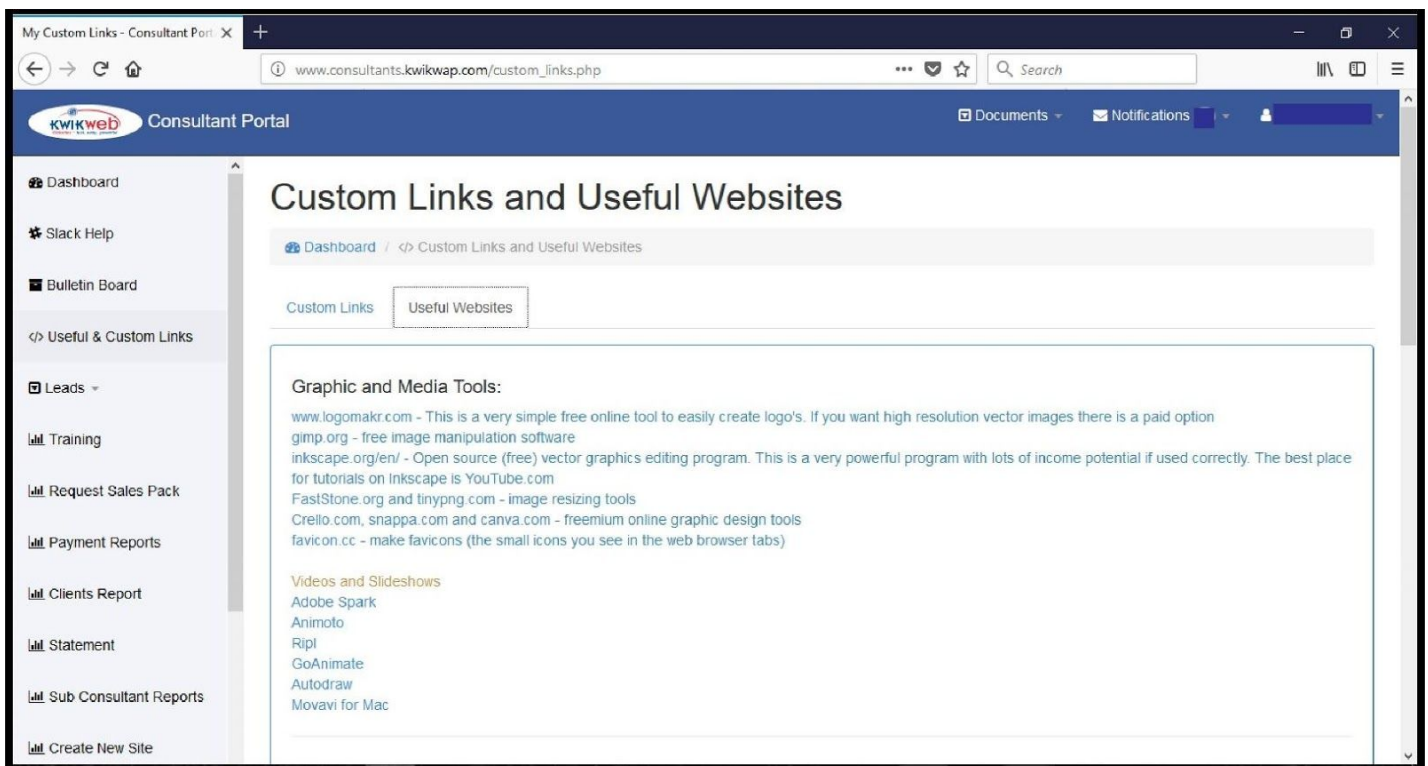 My Custom Links - Consultant Port
www.consultants.kwikwap.com/custom_links.php
Search
KWIKWeb
Consultant Portal
Documents
Notifications
Dashboard
Slack Help
Bulletin Board
</> Useful & Custom Links
Leads
Training
Request Sales Pack
Payment Reports
Clients Report
Statement
Sub Consultant Reports
Create New Site
Custom Links and Useful Websites
Dashboard / </> Custom Links and Useful Websites
Custom Links
Useful Websites
Graphic and Media Tools:
www.logomakr.com - This is a very simple free online tool to easily create logo's. If you want high resolution vector images there is a paid option
gimp.org - free image manipulation software
inkscape.org/en/ - Open source (free) vector graphics editing program. This is a very powerful program with lots of income potential if used correctly. The best place
for tutorials on Inkscape is YouTube.com
FastStone.org and tinypng.com - image resizing tools
Crello.com, snappa.com and canva.com - freemium online graphic design tools
favicon.cc - make favicons (the small icons you see in the web browser tabs)
Videos and Slideshows
Adobe Spark
Animoto
Ripl
GoAnimate
Autodraw
Movavi for Mac